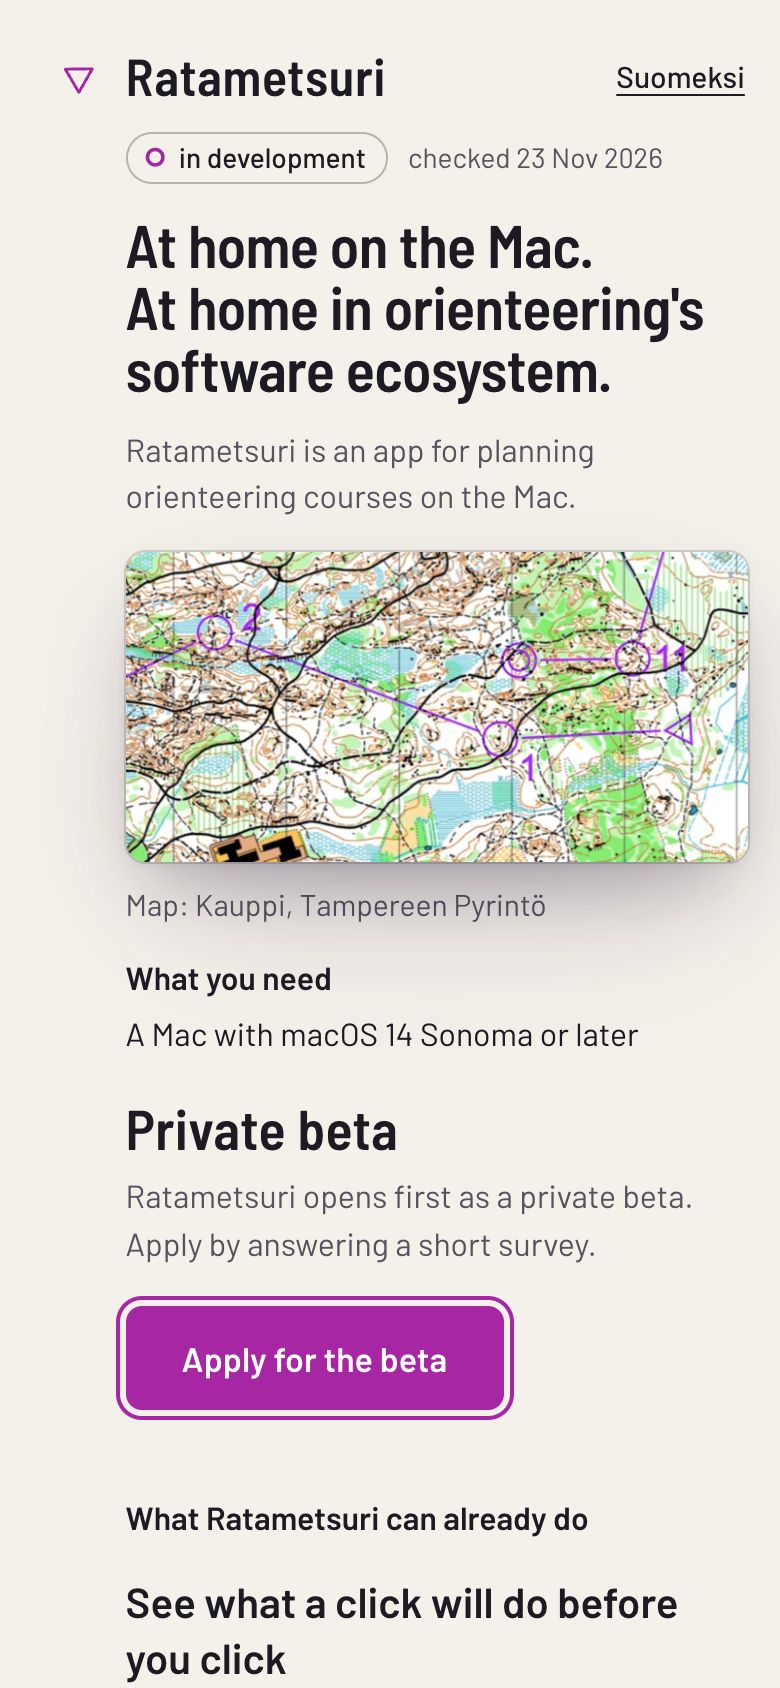 Ratametsuri
Suomeksi
in development
checked 23 Nov 2026
At home on the Mac.
At home in orienteering's
software ecosystem.
Ratametsuri is an app for planning
orienteering courses on the Mac.
2
11
1
Map: Kauppi, Tampereen Pyrintö
What you need
A Mac with macOS 14 Sonoma or later
Private beta
Ratametsuri opens first as a private beta.
Apply by answering a short survey.
Apply for the beta
What Ratametsuri can already do
See what a click will do before
you click